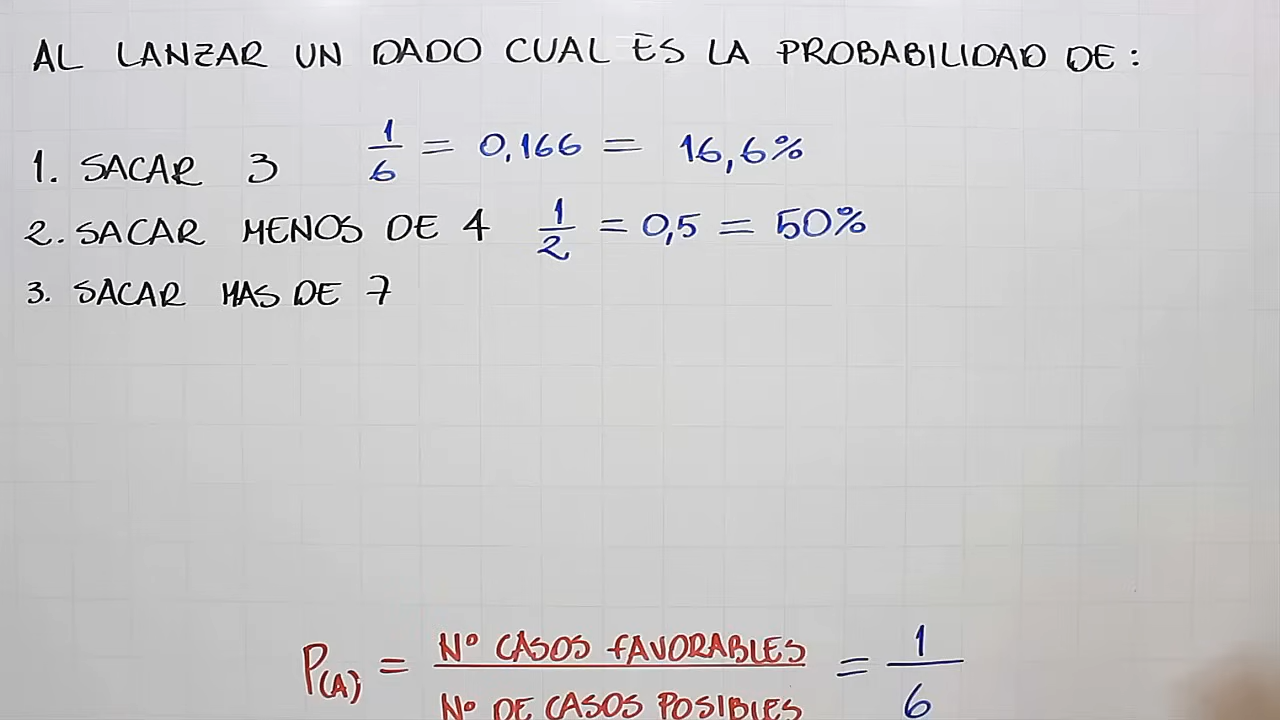 AL LANZAR UN DADO CUAL ES LA PROBABILIDAD DE:
1. SACAR 3 1/6 = 0,166 = 16,6%
2. SACAR MENOS DE 4 1/2 = 0,5 = 50%
3. SACAR MAS DE 7
P(A) = Nº CASOS FAVORABLES / Nº DE CASOS POSIBLES = 1/6